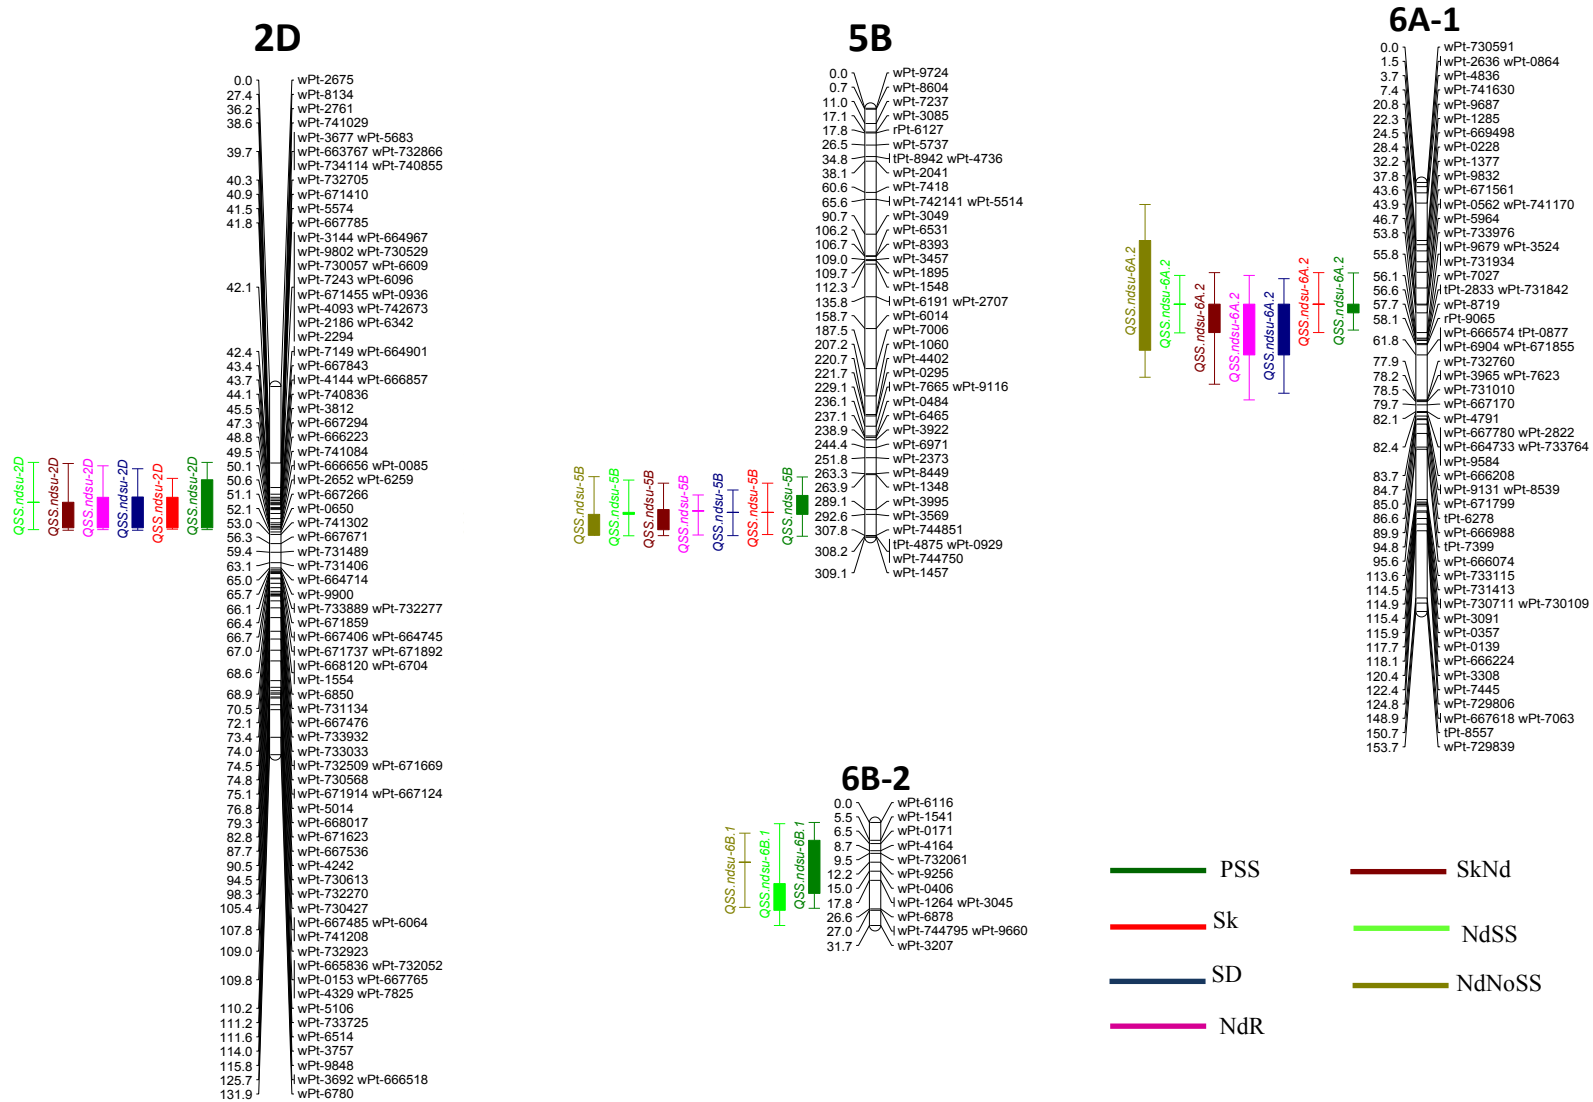 2D
0.0 wPt-2675
27.4 wPt-8134
36.2 wPt-2761
38.6 wPt-741029
wPt-3677 wPt-5683
39.7 wPt-663767 wPt-732866
wPt-734114 wPt-740855
40.3 wPt-732705
40.9 wPt-671410
41.5 wPt-5574
41.8 wPt-667785
wPt-3144 wPt-664967
wPt-9802 wPt-730529
wPt-730057 wPt-6609
wPt-7243 wPt-6096
42.1 wPt-671455 wPt-0936
wPt-4093 wPt-742673
wPt-2186 wPt-6342
wPt-2294
42.4 wPt-7149 wPt-664901
43.4 wPt-667843
43.7 wPt-4144 wPt-666857
44.1 wPt-740836
45.5 wPt-3812
47.3 wPt-667294
48.8 wPt-666223
49.5 wPt-741084
50.1 wPt-666656 wPt-0085
50.6 wPt-2652 wPt-6259
51.1 wPt-667266
52.1 wPt-0650
53.0 wPt-741302
56.3 wPt-667671
59.4 wPt-731489
63.1 wPt-731406
65.0 wPt-664714
65.7 wPt-9900
66.1 wPt-733889 wPt-732277
66.4 wPt-671859
66.7 wPt-667406 wPt-664745
67.0 wPt-671737 wPt-671892
wPt-668120 wPt-6704
68.6 wPt-1554
68.9 wPt-6850
70.5 wPt-731134
72.1 wPt-667476
73.4 wPt-733932
74.0 wPt-733033
74.5 wPt-732509 wPt-671669
74.8 wPt-730568
75.1 wPt-671914 wPt-667124
76.8 wPt-5014
79.3 wPt-668017
82.8 wPt-671623
87.7 wPt-667536
90.5 wPt-4242
94.5 wPt-730613
98.3 wPt-732270
105.4 wPt-730427
wPt-667485 wPt-6064
107.8 wPt-741208
109.0 wPt-732923
wPt-665836 wPt-732052
109.8 wPt-0153 wPt-667765
wPt-4329 wPt-7825
110.2 wPt-5106
111.2 wPt-733725
111.6 wPt-6514
114.0 wPt-3757
115.8 wPt-9848
125.7 wPt-3692 wPt-666518
131.9 wPt-6780
QSS.ndsu-2D
QSS.ndsu-2D
QSS.ndsu-2D
QSS.ndsu-2D
QSS.ndsu-2D
QSS.ndsu-2D
5B
0.0 wPt-9724
0.7 wPt-8604
11.0 wPt-7237
17.1 wPt-3085
17.8 rPt-6127
26.5 wPt-5737
34.8 tPt-8942 wPt-4736
38.1 wPt-2041
60.6 wPt-7418
65.6 wPt-742141 wPt-5514
90.7 wPt-3049
106.2 wPt-6531
106.7 wPt-8393
109.0 wPt-3457
109.7 wPt-1895
112.3 wPt-1548
135.8 wPt-6191 wPt-2707
158.7 wPt-6014
187.5 wPt-7006
207.2 wPt-1060
220.7 wPt-4402
221.7 wPt-0295
229.1 wPt-7665 wPt-9116
236.1 wPt-0484
237.1 wPt-6465
238.9 wPt-3922
244.4 wPt-6971
251.8 wPt-2373
263.3 wPt-8449
263.9 wPt-1348
289.1 wPt-3995
292.6 wPt-3569
307.8 wPt-744851
308.2 tPt-4875 wPt-0929
wPt-744750
309.1 wPt-1457
QSS.ndsu-5B
QSS.ndsu-5B
QSS.ndsu-5B
QSS.ndsu-5B
QSS.ndsu-5B
QSS.ndsu-5B
QSS.ndsu-5B
6B-2
0.0 wPt-6116
5.5 wPt-1541
6.5 wPt-0171
8.7 wPt-4164
9.5 wPt-732061
12.2 wPt-9256
15.0 wPt-0406
17.8 wPt-1264 wPt-3045
26.6 wPt-6878
27.0 wPt-744795 wPt-9660
31.7 wPt-3207
QSS.ndsu-6B.1
QSS.ndsu-6B.1
QSS.ndsu-6B.1
6A-1
0.0 wPt-730591
1.5 wPt-2636 wPt-0864
3.7 wPt-4836
7.4 wPt-741630
20.8 wPt-9687
22.3 wPt-1285
24.5 wPt-669498
28.4 wPt-0228
32.2 wPt-1377
37.8 wPt-9832
43.6 wPt-671561
43.9 wPt-0562 wPt-741170
46.7 wPt-5964
53.8 wPt-733976
wPt-9679 wPt-3524
55.8 wPt-731934
56.1 wPt-7027
56.6 tPt-2833 wPt-731842
57.7 wPt-8719
58.1 rPt-9065
wPt-666574 tPt-0877
61.8 wPt-6904 wPt-671855
77.9 wPt-732760
78.2 wPt-3965 wPt-7623
78.5 wPt-731010
79.7 wPt-667170
82.1 wPt-4791
wPt-667780 wPt-2822
82.4 wPt-664733 wPt-733764
wPt-9584
83.7 wPt-666208
84.7 wPt-9131 wPt-8539
85.0 wPt-671799
86.6 tPt-6278
89.9 wPt-666988
94.8 tPt-7399
95.6 wPt-666074
113.6 wPt-733115
114.5 wPt-731413
114.9 wPt-730711 wPt-730109
115.4 wPt-3091
115.9 wPt-0357
117.7 wPt-0139
118.1 wPt-666224
120.4 wPt-3308
122.4 wPt-7445
124.8 wPt-729806
148.9 wPt-667618 wPt-7063
150.7 tPt-8557
153.7 wPt-729839
QSS.ndsu-6A.2
QSS.ndsu-6A.2
QSS.ndsu-6A.2
QSS.ndsu-6A.2
QSS.ndsu-6A.2
QSS.ndsu-6A.2
QSS.ndsu-6A.2
PSS
Sk
SD
NdR
SkNd
NdSS
NdNoSS